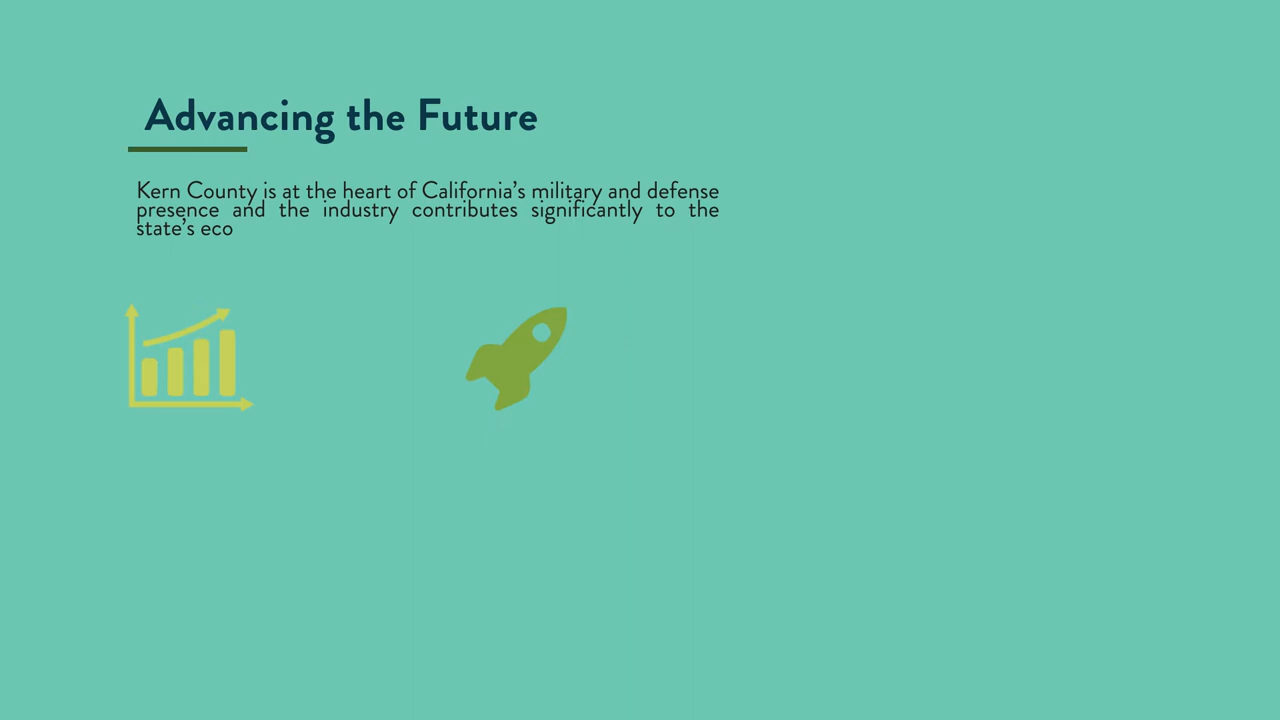 Advancing the Future
Kern County is at the heart of California’s military and defense
presence and the industry contributes significantly to the
state’s eco